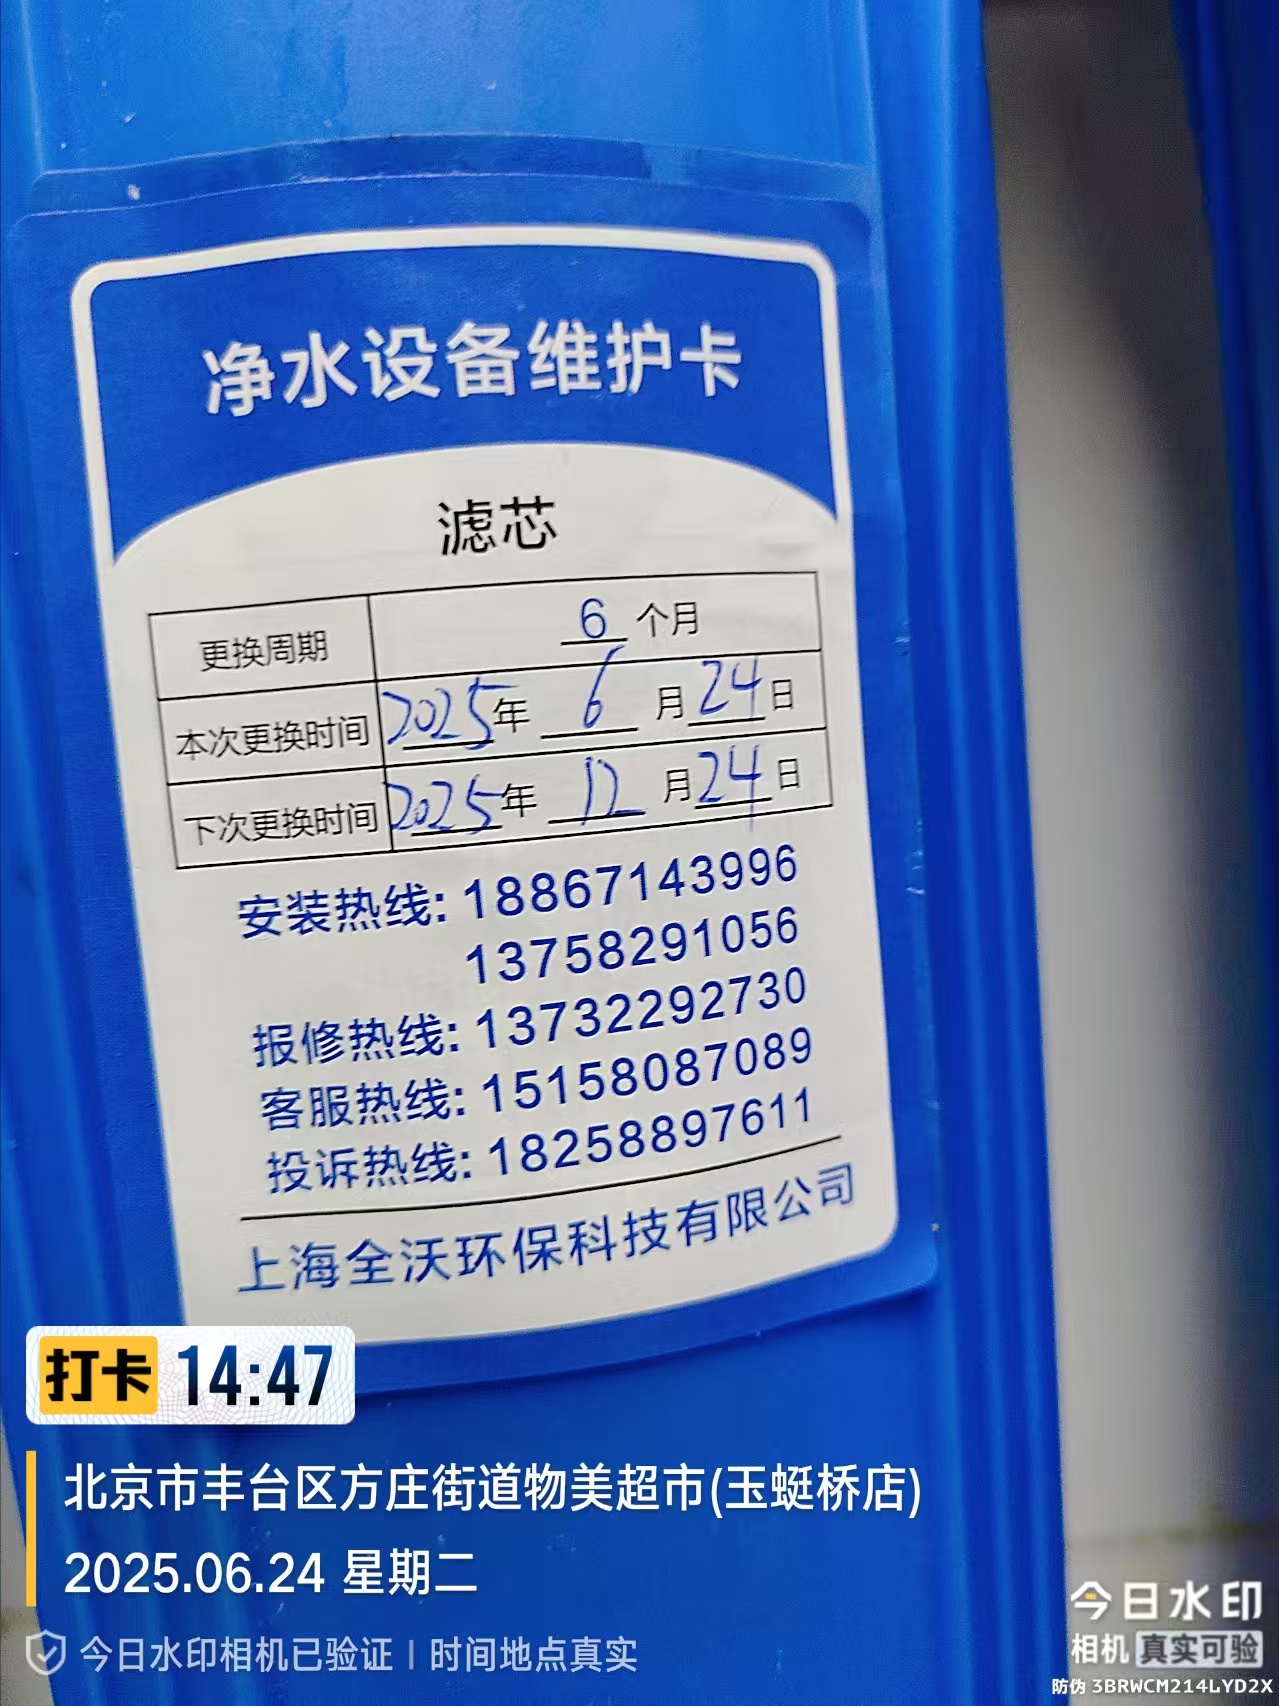 净水设备维护卡
滤芯
更换周期 6 个月
本次更换时间 2025年 6 月 24 日
下次更换时间 2025年 12 月 24 日
安装热线: 18867143996
13758291056
报修热线: 13732292730
客服热线: 15158087089
投诉热线: 18258897611
上海全沃环保科技有限公司
打卡 14:47
北京市丰台区方庄街道物美超市(玉蜓桥店)
2025.06.24 星期二
今日水印相机已验证 | 时间地点真实
今日水印
相机 真实可验
防伪 3BRWCM214LYD2X